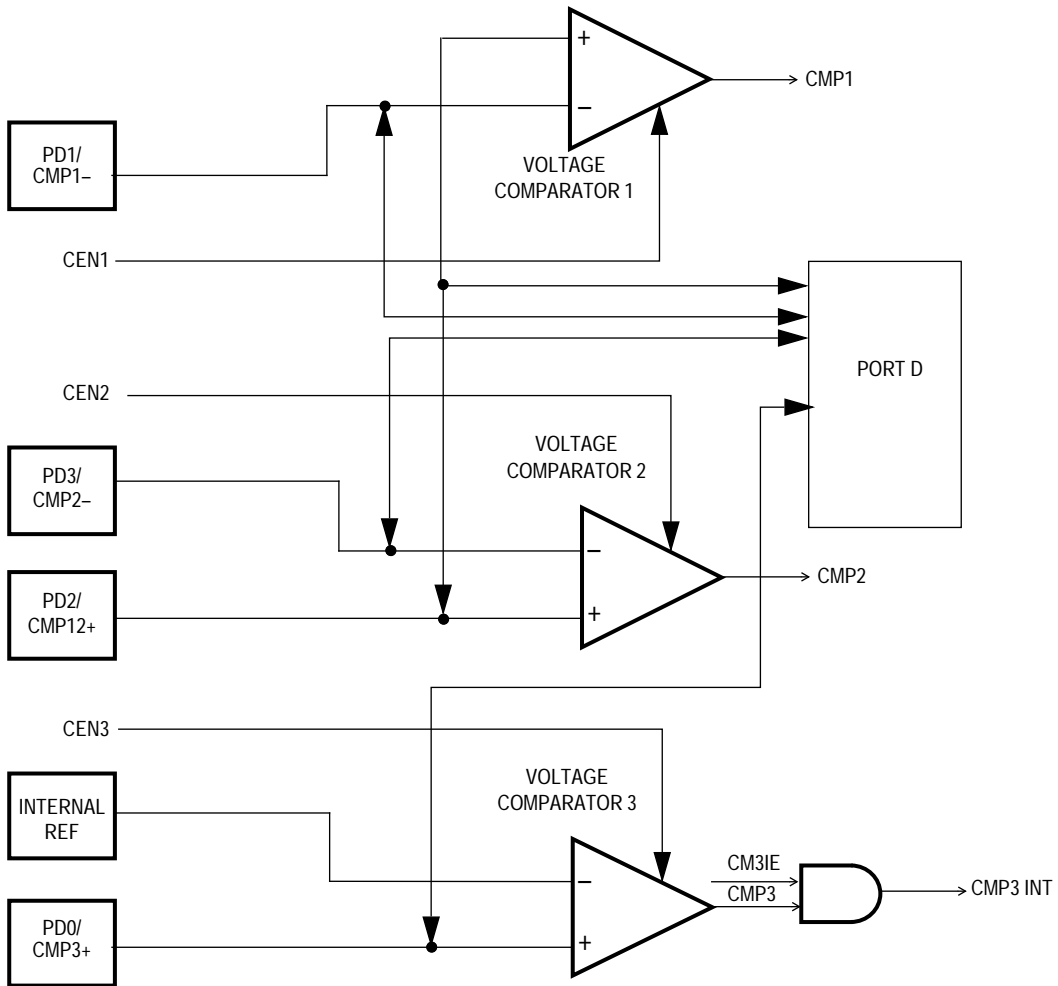 +
CMP1
−
PD1/
CMP1–
VOLTAGE
COMPARATOR 1
CEN1
PORT D
CEN2
VOLTAGE
COMPARATOR 2
PD3/
CMP2–
−
CMP2
PD2/
CMP12+
+
CEN3
VOLTAGE
COMPARATOR 3
INTERNAL
REF
CM3IE
−
CMP3
CMP3 INT
PD0/
CMP3+
+